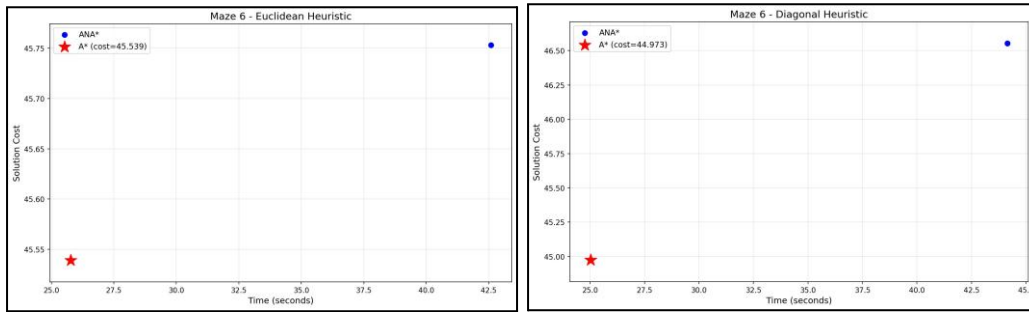 Maze 6 - Euclidean Heuristic
ANA*
A* (cost=45.539)
45.75
45.70
45.65
45.60
45.55
Solution Cost
25.0 27.5 30.0 32.5 35.0 37.5 40.0 42.5
Time (seconds)
Maze 6 - Diagonal Heuristic
ANA*
A* (cost=44.973)
46.50
46.25
46.00
45.75
45.50
45.25
45.00
Solution Cost
25.0 27.5 30.0 32.5 35.0 37.5 40.0 42.5
Time (seconds)